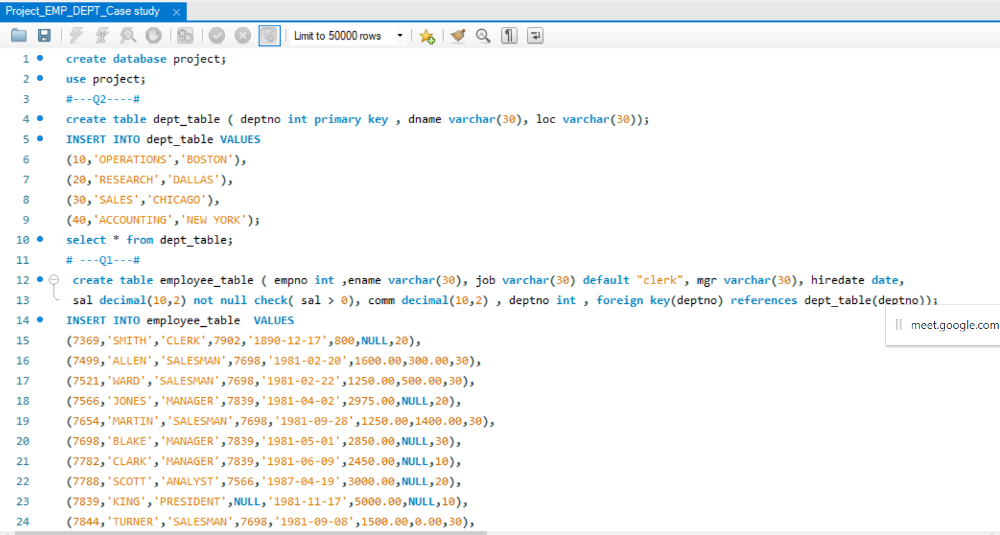 Project_EMP_DEPT_Case study
Limit to 50000 rows
1 create database project;
2 use project;
3 #---Q2----#
4 create table dept_table ( deptno int primary key , dname varchar(30), loc varchar(30));
5 INSERT INTO dept_table VALUES
6 (10,'OPERATIONS','BOSTON'),
7 (20,'RESEARCH','DALLAS'),
8 (30,'SALES','CHICAGO'),
9 (40,'ACCOUNTING','NEW YORK');
10 select * from dept_table;
11 # ---Q1---#
12 create table employee_table ( empno int ,ename varchar(30), job varchar(30) default "clerk", mgr varchar(30), hiredate date,
13 sal decimal(10,2) not null check( sal > 0), comm decimal(10,2) , deptno int , foreign key(deptno) references dept_table(deptno));
14 INSERT INTO employee_table  VALUES
meet.google.com
15 (7369,'SMITH','CLERK',7902,'1890-12-17',800,NULL,20),
16 (7499,'ALLEN','SALESMAN',7698,'1981-02-20',1600.00,300.00,30),
17 (7521,'WARD','SALESMAN',7698,'1981-02-22',1250.00,500.00,30),
18 (7566,'JONES','MANAGER',7839,'1981-04-02',2975.00,NULL,20),
19 (7654,'MARTIN','SALESMAN',7698,'1981-09-28',1250.00,1400.00,30),
20 (7698,'BLAKE','MANAGER',7839,'1981-05-01',2850.00,NULL,30),
21 (7782,'CLARK','MANAGER',7839,'1981-06-09',2450.00,NULL,10),
22 (7788,'SCOTT','ANALYST',7566,'1987-04-19',3000.00,NULL,20),
23 (7839,'KING','PRESIDENT',NULL,'1981-11-17',5000.00,NULL,10),
24 (7844,'TURNER','SALESMAN',7698,'1981-09-08',1500.00,0.00,30),